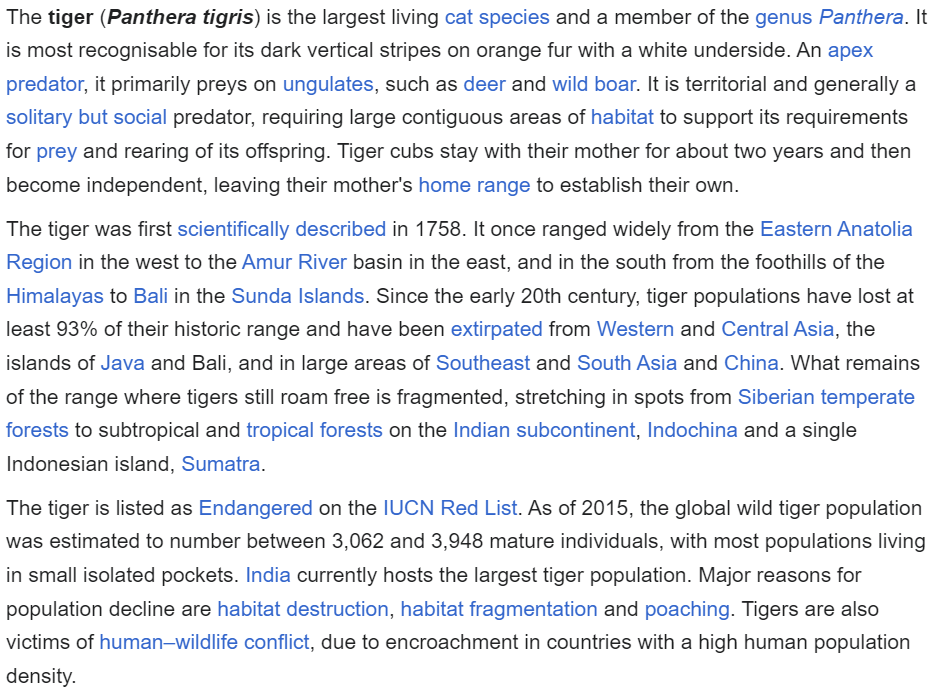 The tiger (Panthera tigris) is the largest living cat species and a member of the genus Panthera. It
is most recognisable for its dark vertical stripes on orange fur with a white underside. An apex
predator, it primarily preys on ungulates, such as deer and wild boar. It is territorial and generally a
solitary but social predator, requiring large contiguous areas of habitat to support its requirements
for prey and rearing of its offspring. Tiger cubs stay with their mother for about two years and then
become independent, leaving their mother's home range to establish their own.
The tiger was first scientifically described in 1758. It once ranged widely from the Eastern Anatolia
Region in the west to the Amur River basin in the east, and in the south from the foothills of the
Himalayas to Bali in the Sunda Islands. Since the early 20th century, tiger populations have lost at
least 93% of their historic range and have been extirpated from Western and Central Asia, the
islands of Java and Bali, and in large areas of Southeast and South Asia and China. What remains
of the range where tigers still roam free is fragmented, stretching in spots from Siberian temperate
forests to subtropical and tropical forests on the Indian subcontinent, Indochina and a single
Indonesian island, Sumatra.
The tiger is listed as Endangered on the IUCN Red List. As of 2015, the global wild tiger population
was estimated to number between 3,062 and 3,948 mature individuals, with most populations living
in small isolated pockets. India currently hosts the largest tiger population. Major reasons for
population decline are habitat destruction, habitat fragmentation and poaching. Tigers are also
victims of human–wildlife conflict, due to encroachment in countries with a high human population
density.